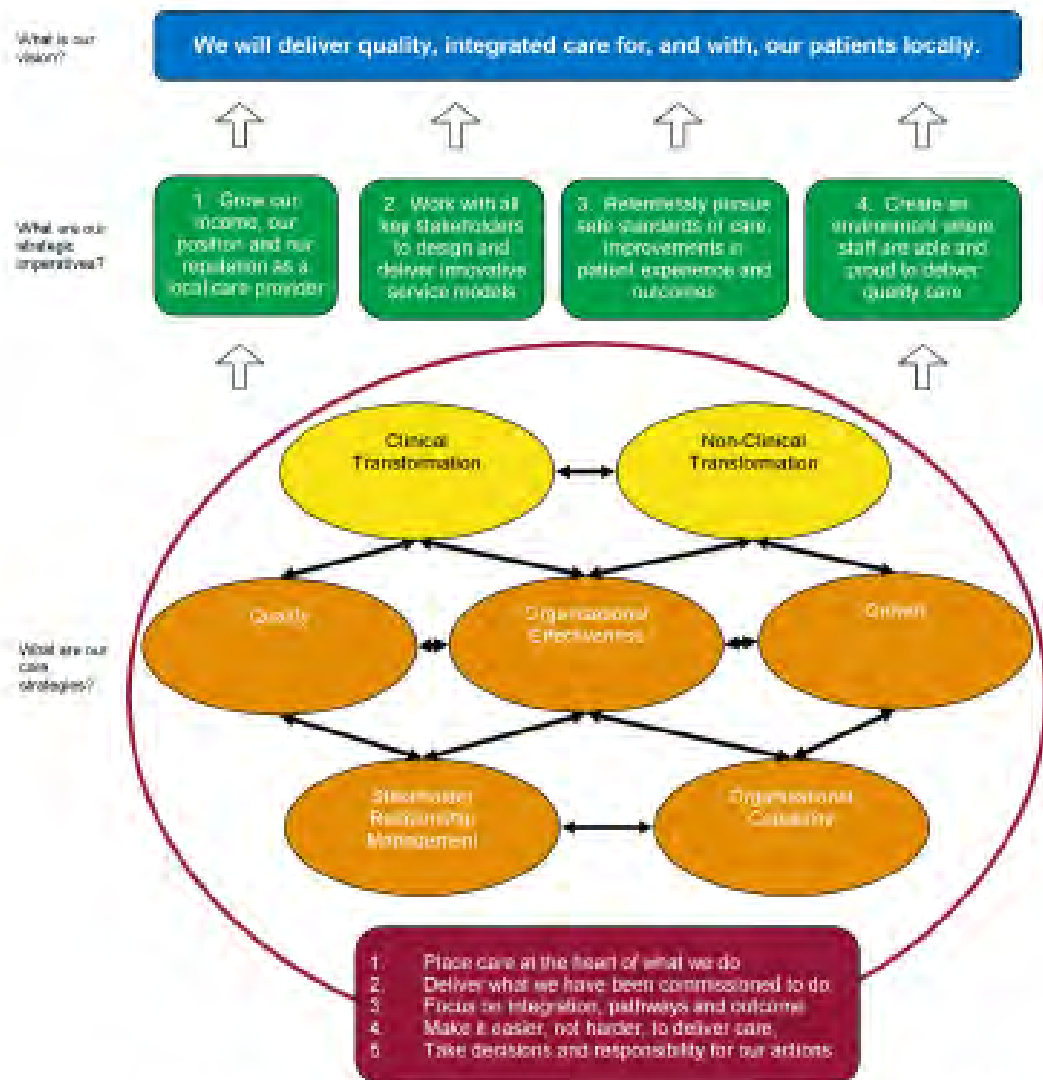 What is our
vision?
We will deliver quality, integrated care for, and with, our patients locally.
What are our
strategic
imperatives?
1. Grow our
income, our
position and our
reputation as a
local care provider
2. Work with all
key stakeholders
to design and
deliver innovative
service models
3. Relentlessly pursue
safe standards of care,
improvements in
patient experience and
outcomes
4. Create an
environment where
staff are able and
proud to deliver
quality care
Clinical
Transformation
Non-Clinical
Transformation
What are our
strategies?
Quality
Organisational
Effectiveness
Growth
Stakeholder
Relationship
Management
Organisational
Capability
1. Place care at the heart of what we do
2. Deliver what we have been commissioned to do
3. Focus on integration, pathways and outcome
4. Make it easier, not harder, to deliver care,
5. Take decisions and responsibility for our actions